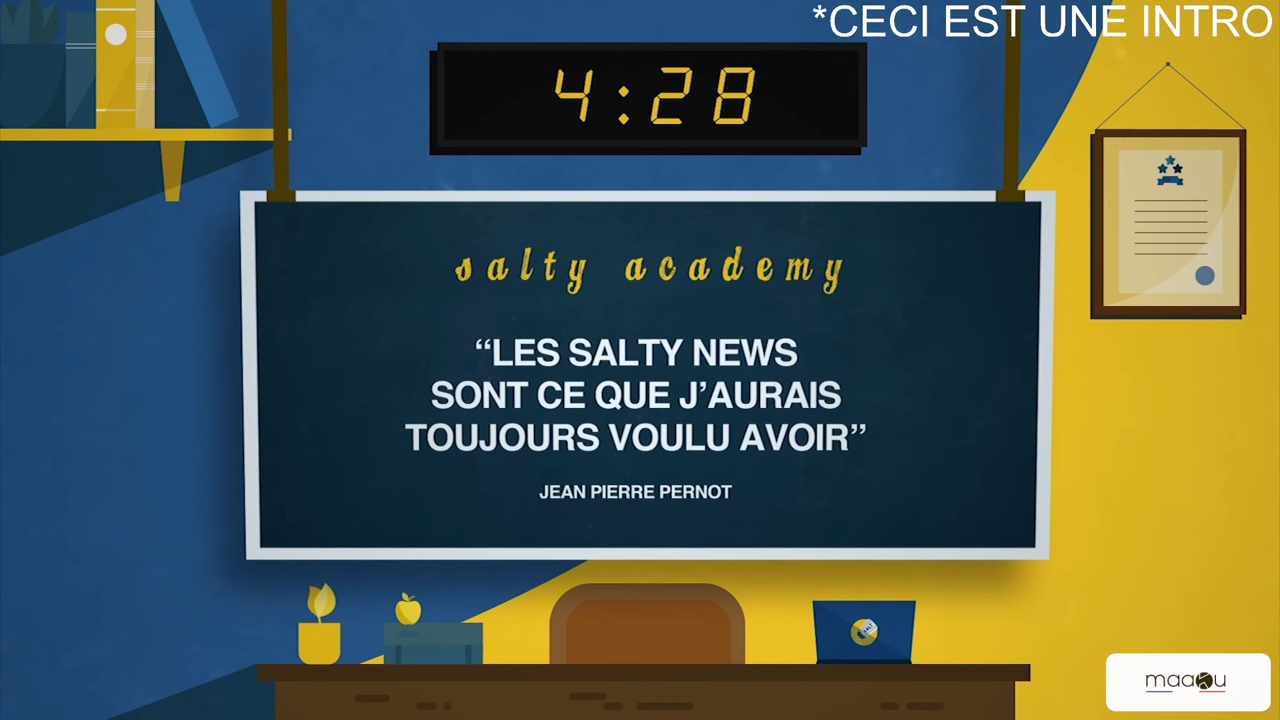 *CECI EST UNE INTRO
4:28
salty academy
“LES SALTY NEWS
SONT CE QUE J’AURAIS
TOUJOURS VOULU AVOIR”
JEAN PIERRE PERNOT